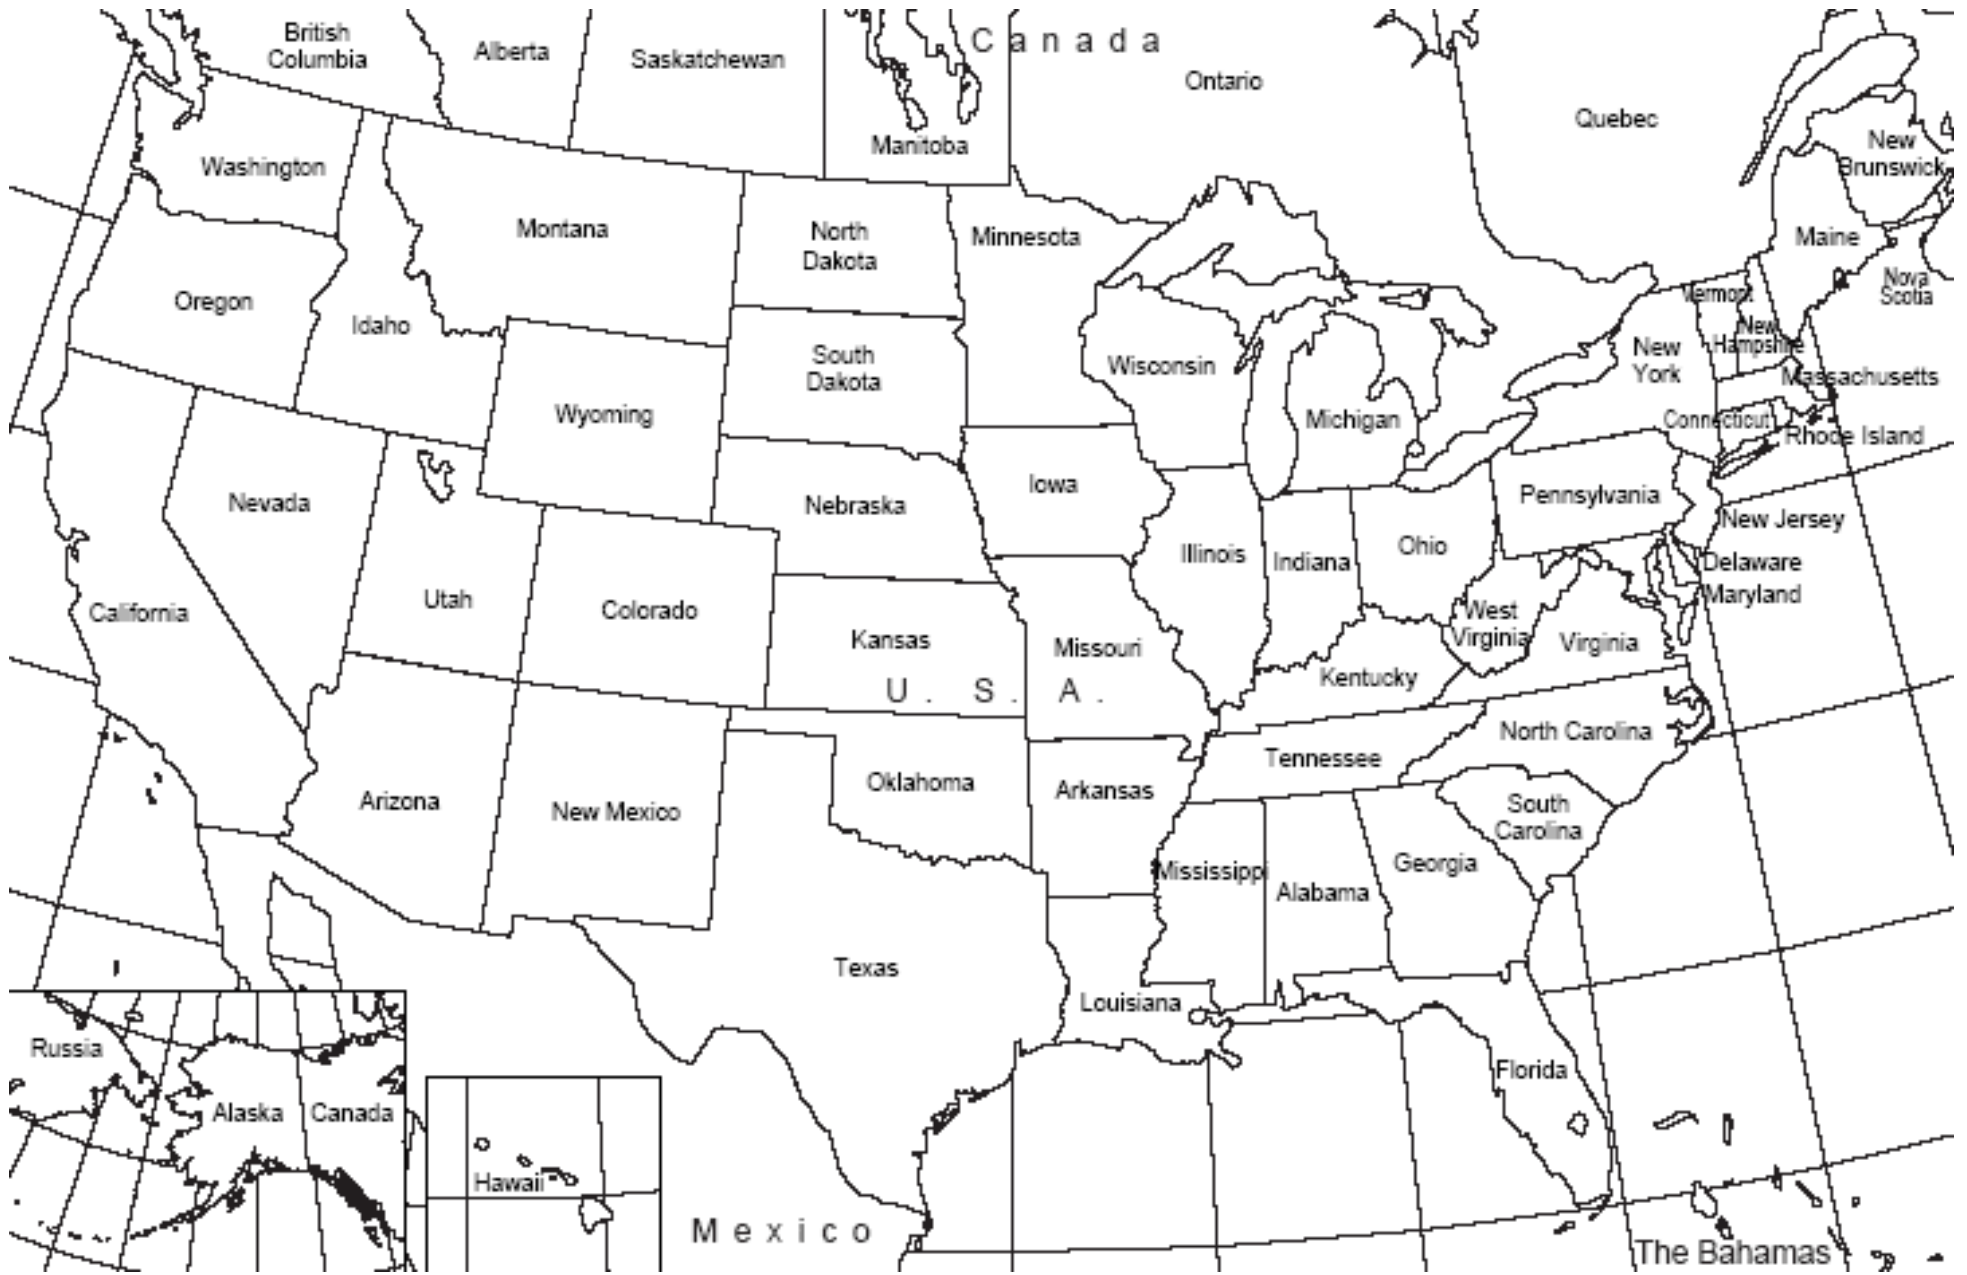 British
Columbia
Alberta
Saskatchewan
Manitoba
Canada
Ontario
Quebec
New
Brunswick
Washington
Montana
North
Dakota
Minnesota
Maine
Nova
Scotia
Oregon
Idaho
Vermont
New
Hampshire
South
Dakota
Wisconsin
New
York
Massachusetts
Wyoming
Michigan
Connecticut
Rhode Island
Nevada
Nebraska
Iowa
Pennsylvania
New Jersey
Illinois
Indiana
Ohio
Delaware
Maryland
California
Utah
Colorado
Kansas
Missouri
West
Virginia
Virginia
Kentucky
U. S. A.
North Carolina
Tennessee
Arizona
New Mexico
Oklahoma
Arkansas
South
Carolina
Mississippi
Alabama
Georgia
Texas
Louisiana
Russia
Florida
Alaska
Canada
Hawaii
Mexico
The Bahamas